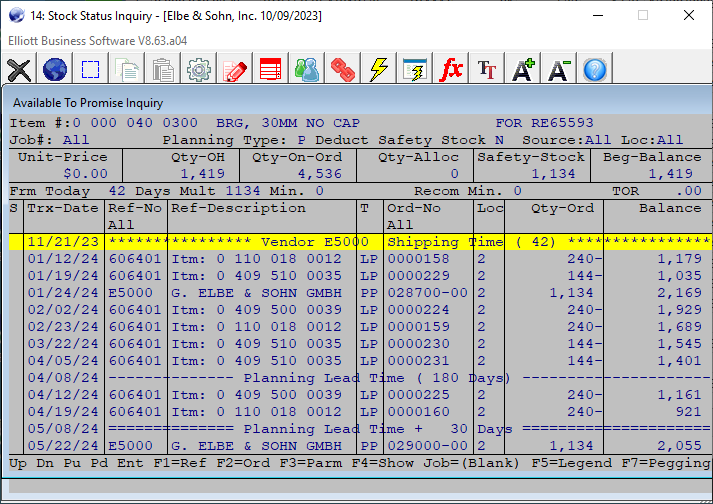 14: Stock Status Inquiry - [Elbe & Sohn, Inc. 10/09/2023]
Elliott Business Software V8.63.a04
fx TT A+ A- ?
Available To Promise Inquiry
Item #:0 000 040 0300 BRG, 30MM NO CAP FOR RE65593
Job#: All Planning Type: P Deduct Safety Stock N Source:All Loc:All
Unit-Price Qty-OH Qty-On-Ord Qty-Alloc Safety-Stock Beg-Balance
$0.00 1,419 4,536 0 1,134 1,419
Frm Today 42 Days Mult 1134 Min. 0 Recom Min. 0 TOR .00
S Trx-Date Ref-No Ref-Description T Ord-No Loc Qty-Ord Balance
All All
11/21/23 **************** Vendor E5000 Shipping Time ( 42) *****************
01/12/24 606401 Itm: 0 110 018 0012 LP 0000158 2 240- 1,179
01/19/24 606401 Itm: 0 409 510 0035 LP 0000229 2 144- 1,035
01/24/24 E5000 G. ELBE & SOHN GMBH PP 028700-00 2 1,134 2,169
02/02/24 606401 Itm: 0 409 500 0039 LP 0000224 2 240- 1,929
02/23/24 606401 Itm: 0 110 018 0012 LP 0000159 2 240- 1,689
03/22/24 606401 Itm: 0 409 510 0035 LP 0000230 2 144- 1,545
04/05/24 606401 Itm: 0 409 510 0035 LP 0000231 2 144- 1,401
04/08/24 -------------- Planning Lead Time ( 180 Days) -----------------
04/12/24 606401 Itm: 0 409 500 0039 LP 0000225 2 240- 1,161
04/19/24 606401 Itm: 0 110 018 0012 LP 0000160 2 240- 921
05/08/24 ============== Planning Lead Time + 30 Days =================
05/22/24 E5000 G. ELBE & SOHN GMBH PP 029000-00 2 1,134 2,055
Up Dn Pu Pd Ent F1=Ref F2=Ord F3=Parm F4=Show Job=(Blank) F5=Legend F7=Pegging